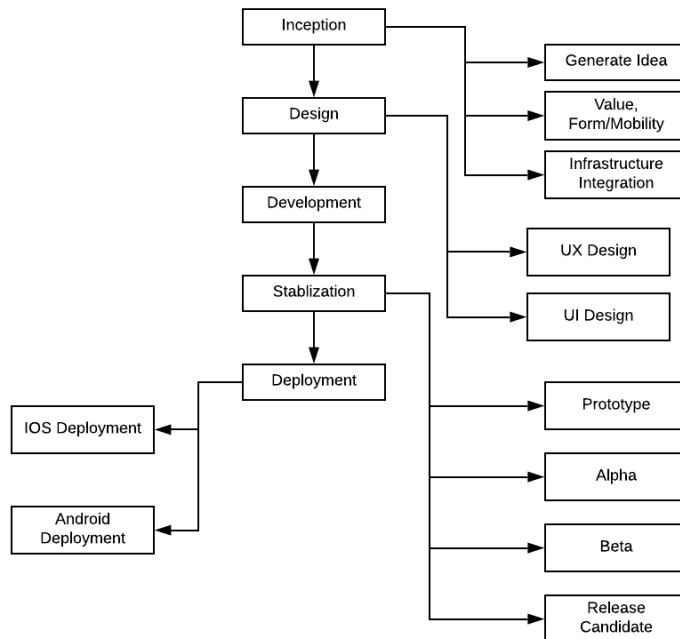 Inception
Generate Idea
Design
Value,
Form/Mobility
Infrastructure
Integration
Development
UX Design
Stablization
UI Design
Deployment
IOS Deployment
Prototype
Alpha
Android
Deployment
Beta
Release
Candidate